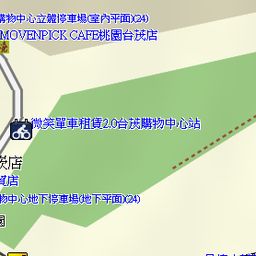 購物中心立體停車場(室內平面)(24)
MOVENPICK CAFE桃園台茂店
微笑單車租賃2.0台茂購物中心站
店
店
物中心地下停車場(地下平面)(24)